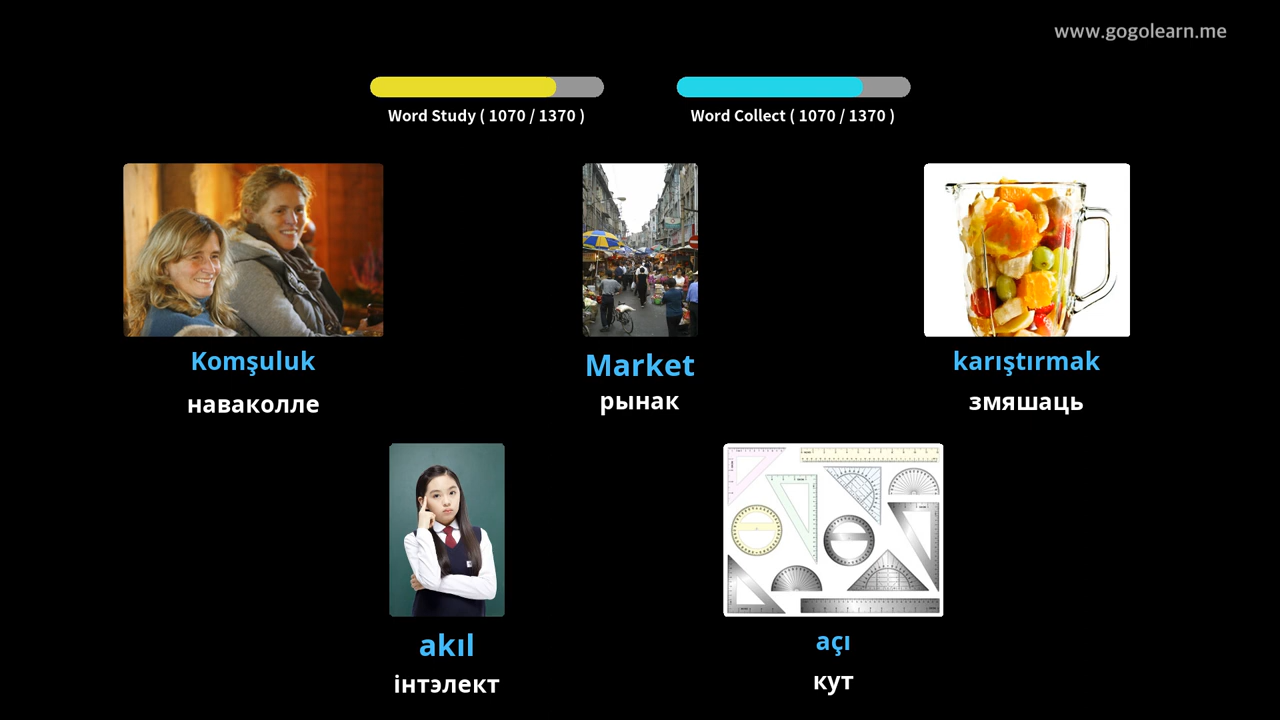 www.gogolearn.me
Word Study ( 1070 / 1370 )
Word Collect ( 1070 / 1370 )
Komşuluk
наваколле
Market
рынак
karıştırmak
змяшаць
akıl
інтэлект
açı
кут